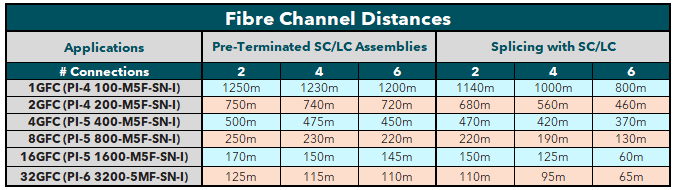 Fibre Channel Distances
Applications Pre-Terminated SC/LC Assemblies Splicing with SC/LC
# Connections 2 4 6 2 4 6
1GFC (PI-4 100-M5F-SN-I) 1250m 1230m 1200m 1140m 1000m 800m
2GFC (PI-4 200-M5F-SN-I) 750m 740m 720m 680m 560m 460m
4GFC (PI-5 400-M5F-SN-I) 500m 475m 450m 470m 420m 370m
8GFC (PI-5 800-M5F-SN-I) 250m 230m 220m 220m 190m 130m
16GFC (PI-5 1600-M5F-SN-I) 170m 150m 145m 150m 125m 60m
32GFC (PI-6 3200-5MF-SN-I) 125m 115m 110m 110m 95m 65m